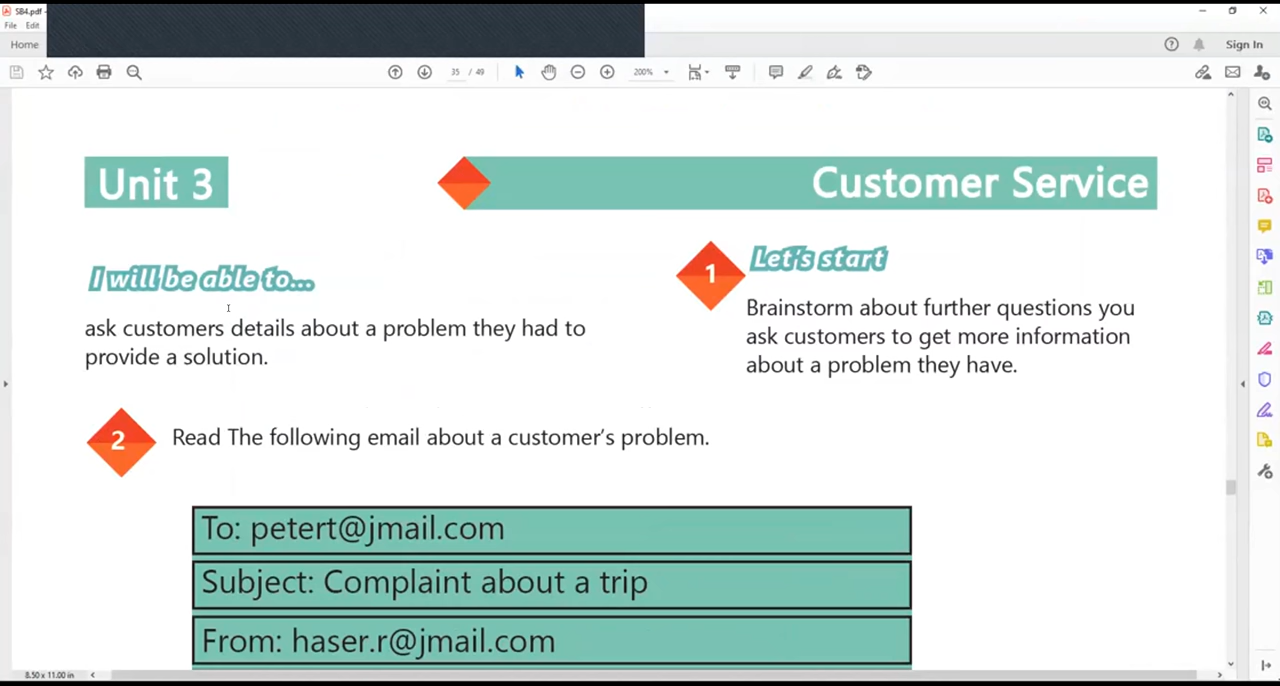 SB4.pdf -
File Edit
Home
Sign In
35 / 49
200%
Unit 3
Customer Service
I will be able to...
ask customers details about a problem they had to
provide a solution.
1
Let's start
Brainstorm about further questions you
ask customers to get more information
about a problem they have.
2
Read The following email about a customer's problem.
To: petert@jmail.com
Subject: Complaint about a trip
From: haser.r@jmail.com
8.50 x 11.00 in